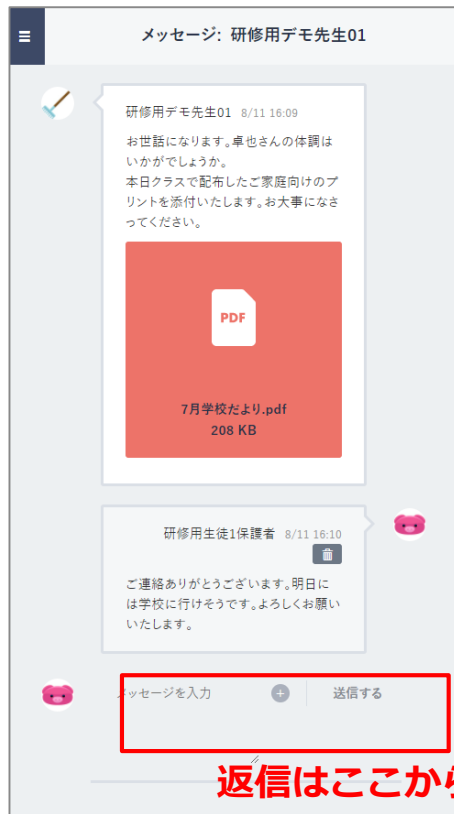 メッセージ: 研修用デモ先生01
研修用デモ先生01 8/11 16:09
お世話になります。卓也さんの体調は
いかがでしょうか。
本日クラスで配布したご家庭向けのプ
リントを添付いたします。お大事になさ
ってください。
PDF
7月学校だより.pdf
208 KB
研修用生徒1保護者 8/11 16:10
ご連絡ありがとうございます。明日に
は学校に行けそうです。よろしくお願い
いたします。
メッセージを入力 送信する
返信はここから